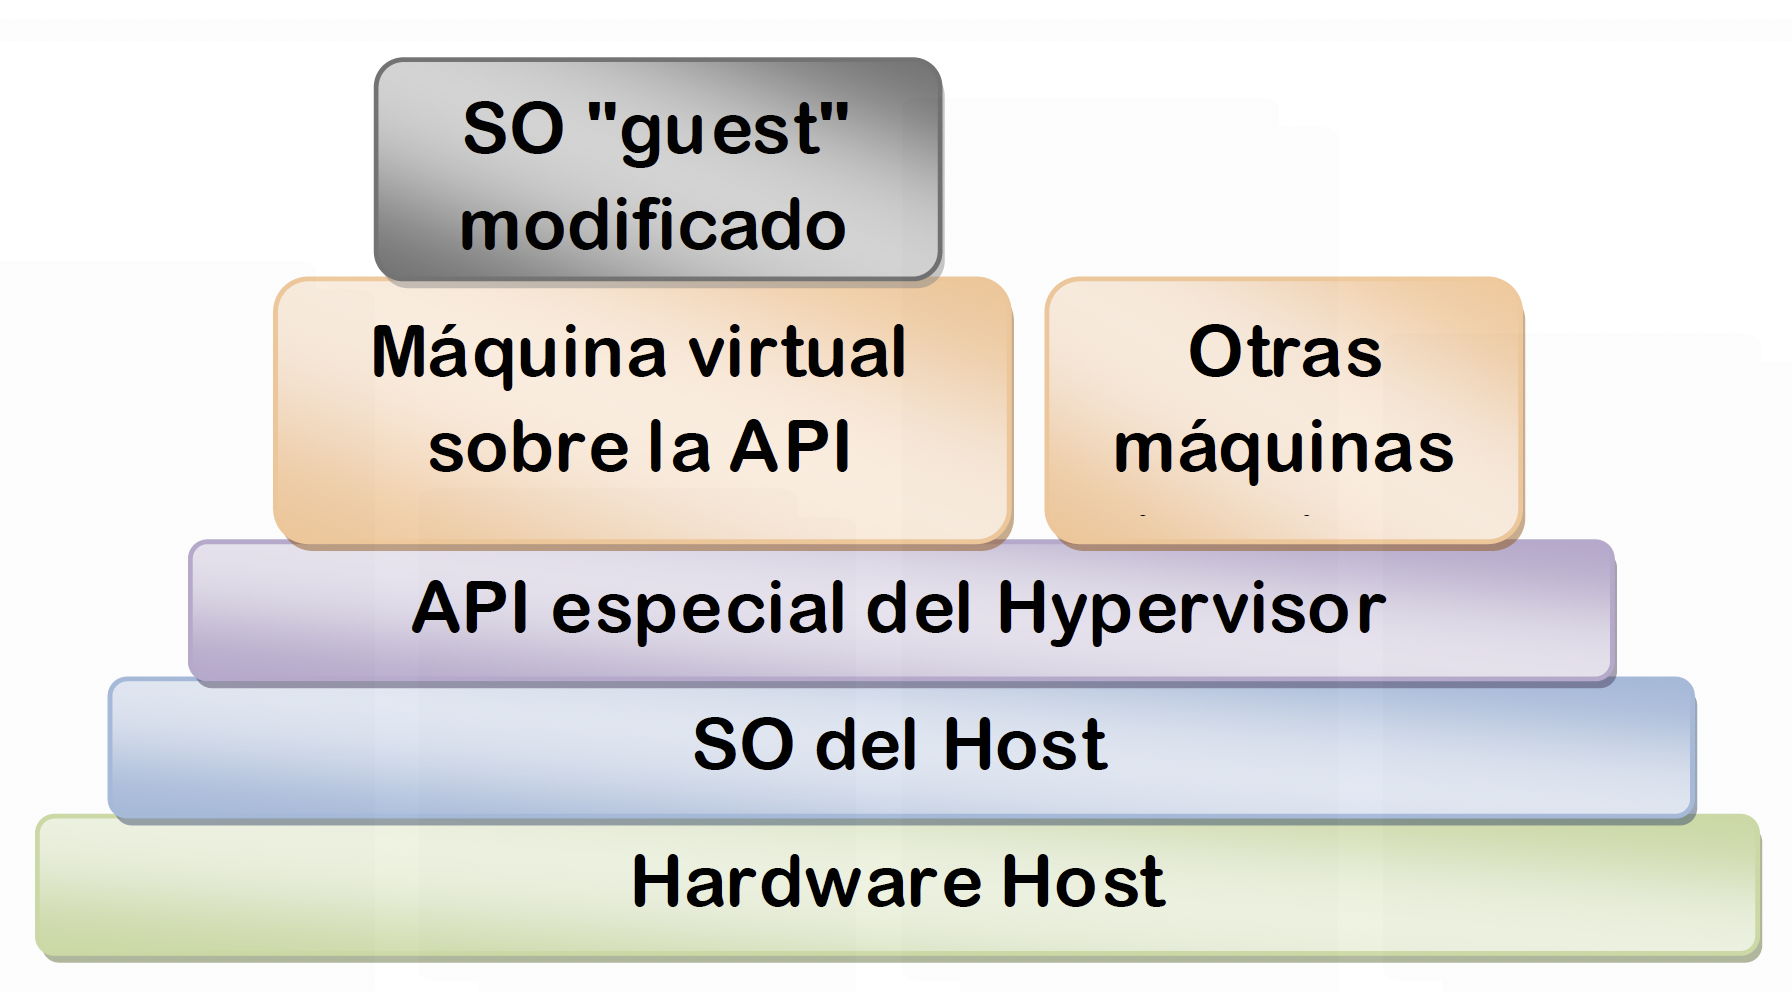 SO "guest"
modificado
Máquina virtual
sobre la API
Otras
máquinas
API especial del Hypervisor
SO del Host
Hardware Host